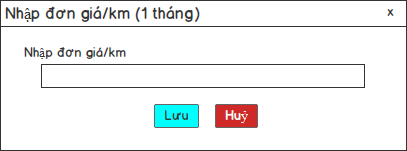 Nhập đơn giá/km (1 tháng) x
Nhập đơn giá/km
Lưu Huỷ